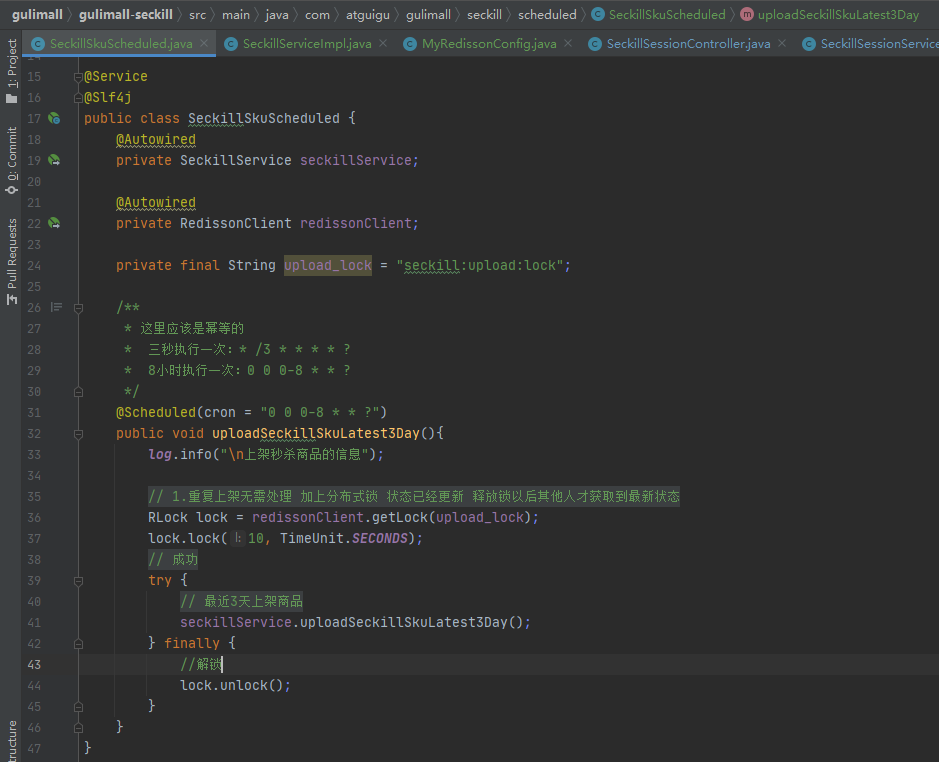 gulimall gulimall-seckill src main java com atguigu gulimall seckill scheduled SeckillSkuScheduled uploadSeckillSkuLatest3Day
SeckillSkuScheduled.java SeckillServiceImpl.java MyRedissonConfig.java SeckillSessionController.java SeckillSessionService
1: Project
0: Commit
Pull Requests
tructure
15 @Service
16 @Slf4j
17 public class SeckillSkuScheduled {
18 @Autowired
19 private SeckillService seckillService;
20
21 @Autowired
22 private RedissonClient redissonClient;
23
24 private final String upload_lock = "seckill:upload:lock";
25
26 /**
27 * 这里应该是幂等的
28 * 三秒执行一次：* /3 * * * * ?
29 * 8小时执行一次：0 0 0-8 * * ?
30 */
31 @Scheduled(cron = "0 0 0-8 * * ?")
32 public void uploadSeckillSkuLatest3Day(){
33 log.info("\n上架秒杀商品的信息");
34
35 // 1.重复上架无需处理 加上分布式锁 状态已经更新 释放锁以后其他人才获取到最新状态
36 RLock lock = redissonClient.getLock(upload_lock);
37 lock.lock( l: 10, TimeUnit.SECONDS);
38 // 成功
39 try {
40 // 最近3天上架商品
41 seckillService.uploadSeckillSkuLatest3Day();
42 } finally {
43 //解锁
44 lock.unlock();
45 }
46 }
47 }